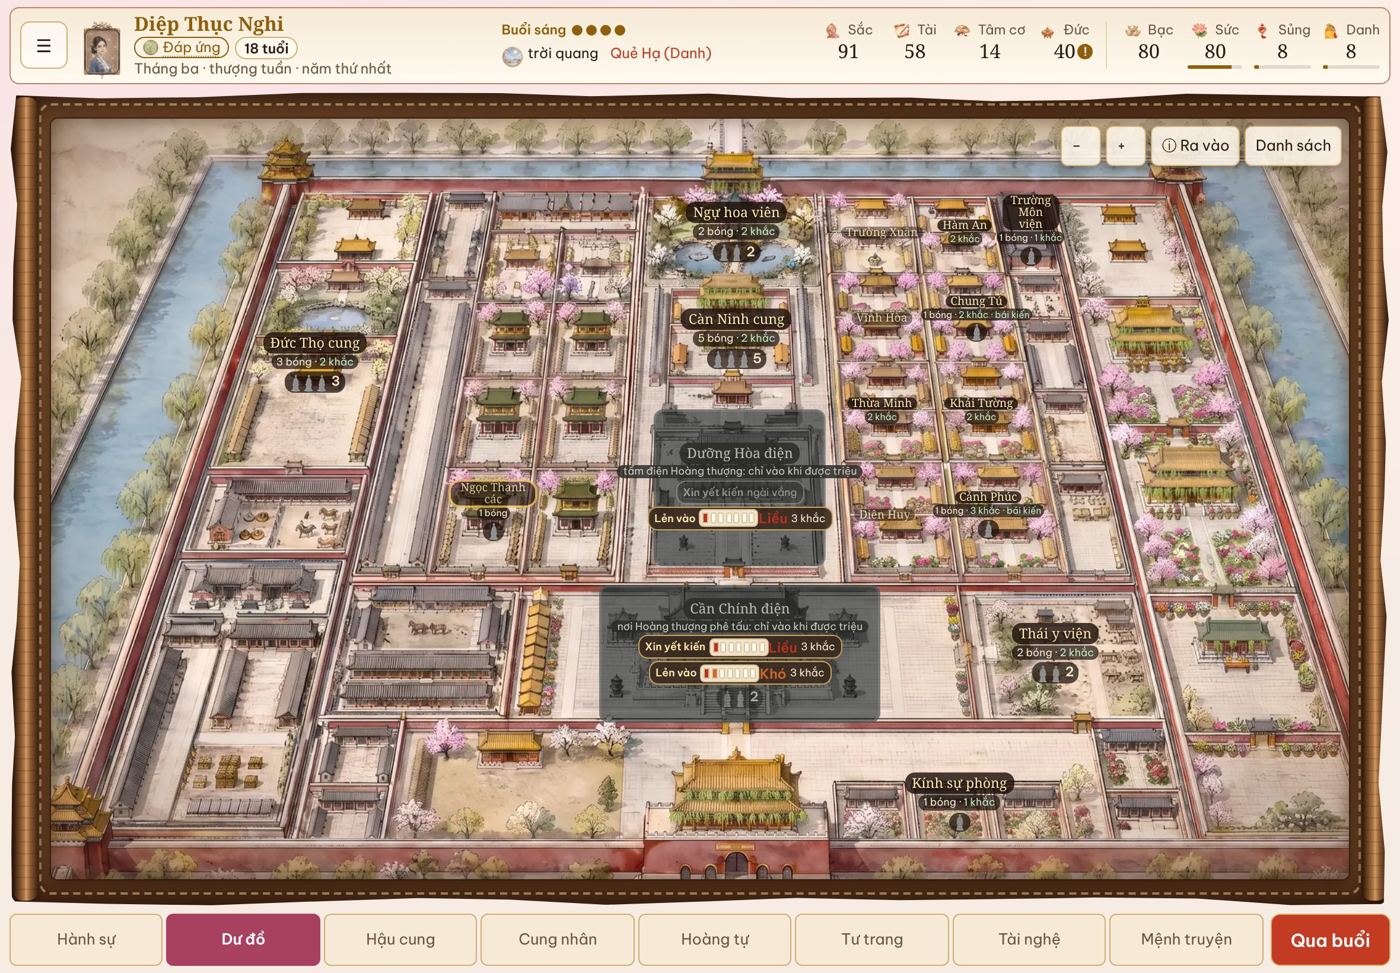 ☰
Diệp Thục Nghi
Đáp ứng 18 tuổi
Tháng ba · thượng tuần · năm thứ nhất
Buổi sáng
trời quang Quẻ Hạ (Danh)
Sắc 91
Tài 58
Tâm cơ 14
Đức 40 !
Bạc 80
Sức 80
Sủng 8
Danh 8
− + ⓘ Ra vào Danh sách
Ngự hoa viên
2 bóng · 2 khắc
2
Trường Xuân
Hàm An
2 khắc
Trường Môn viện
1 bóng · 1 khắc
Càn Ninh cung
5 bóng · 2 khắc
5
Vĩnh Hòa
Chung Tú
1 bóng · 2 khắc · bái kiến
Đức Thọ cung
3 bóng · 2 khắc
3
Thừa Minh
2 khắc
Khải Tường
2 khắc
Dưỡng Hòa điện
tẩm điện Hoàng thượng: chỉ vào khi được triệu
Xin yết kiến ngài vắng
Lẻn vào Liều 3 khắc
Ngọc Thanh các
1 bóng
Diên Huy
Cảnh Phúc
1 bóng · 3 khắc · bái kiến
Cần Chính điện
nơi Hoàng thượng phê tấu: chỉ vào khi được triệu
Xin yết kiến Liều 3 khắc
Lẻn vào Khó 3 khắc
2
Thái y viện
2 bóng · 2 khắc
2
Kính sự phòng
1 bóng · 1 khắc
Hành sự
Dư đồ
Hậu cung
Cung nhân
Hoàng tự
Tư trang
Tài nghệ
Mệnh truyện
Qua buổi